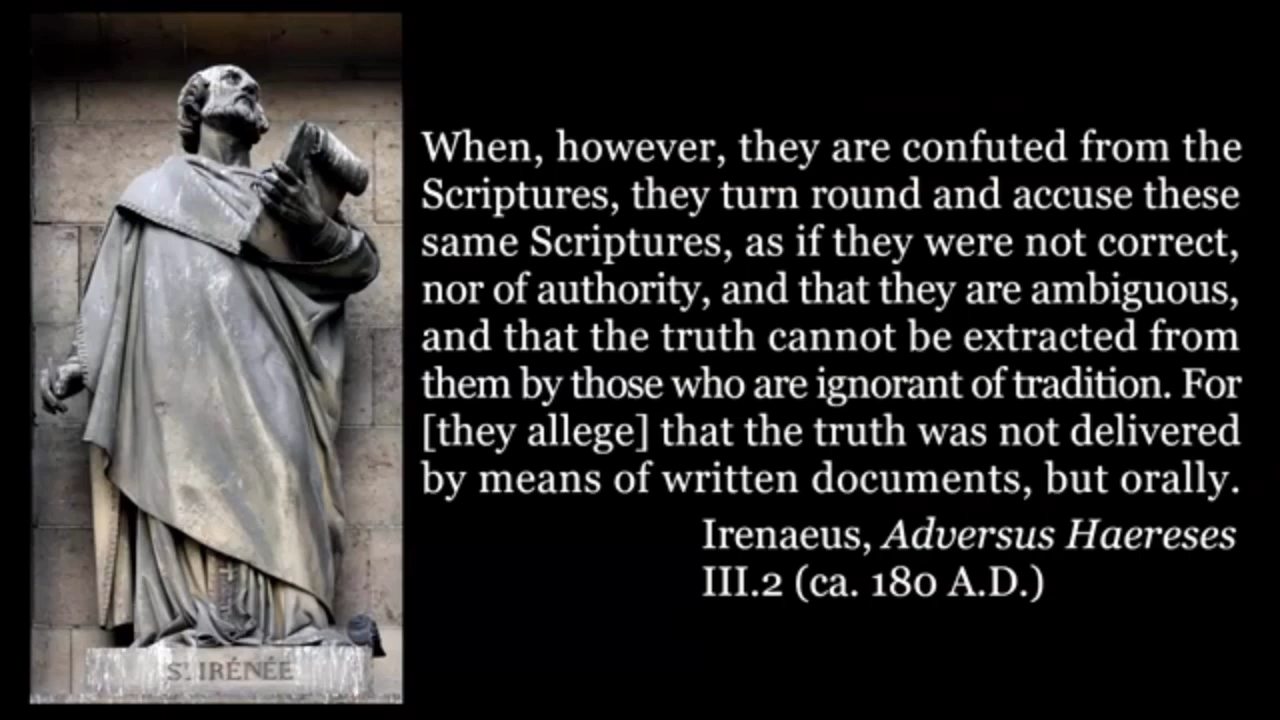 When, however, they are confuted from the
Scriptures, they turn round and accuse these
same Scriptures, as if they were not correct,
nor of authority, and that they are ambiguous,
and that the truth cannot be extracted from
them by those who are ignorant of tradition. For
[they allege] that the truth was not delivered
by means of written documents, but orally.
Irenaeus, Adversus Haereses
III.2 (ca. 180 A.D.)
S. IRÉNÉE